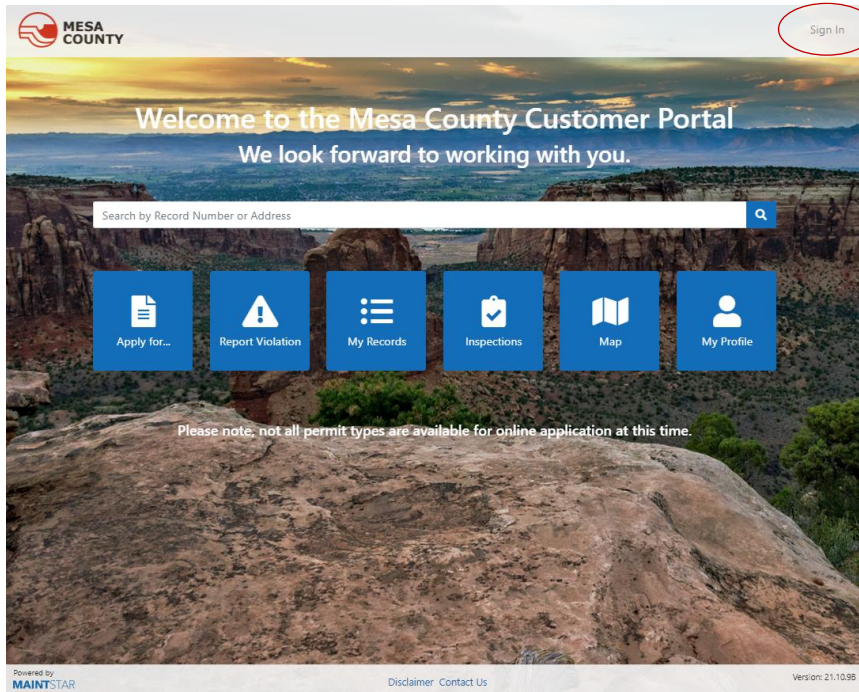 MESA
COUNTY
Sign In
Welcome to the Mesa County Customer Portal
We look forward to working with you.
Search by Record Number or Address
Apply for...
Report Violation
My Records
Inspections
Map
My Profile
Please note, not all permit types are available for online application at this time.
Powered by
MAINTSTAR
Disclaimer Contact Us
Version: 21.10.9B